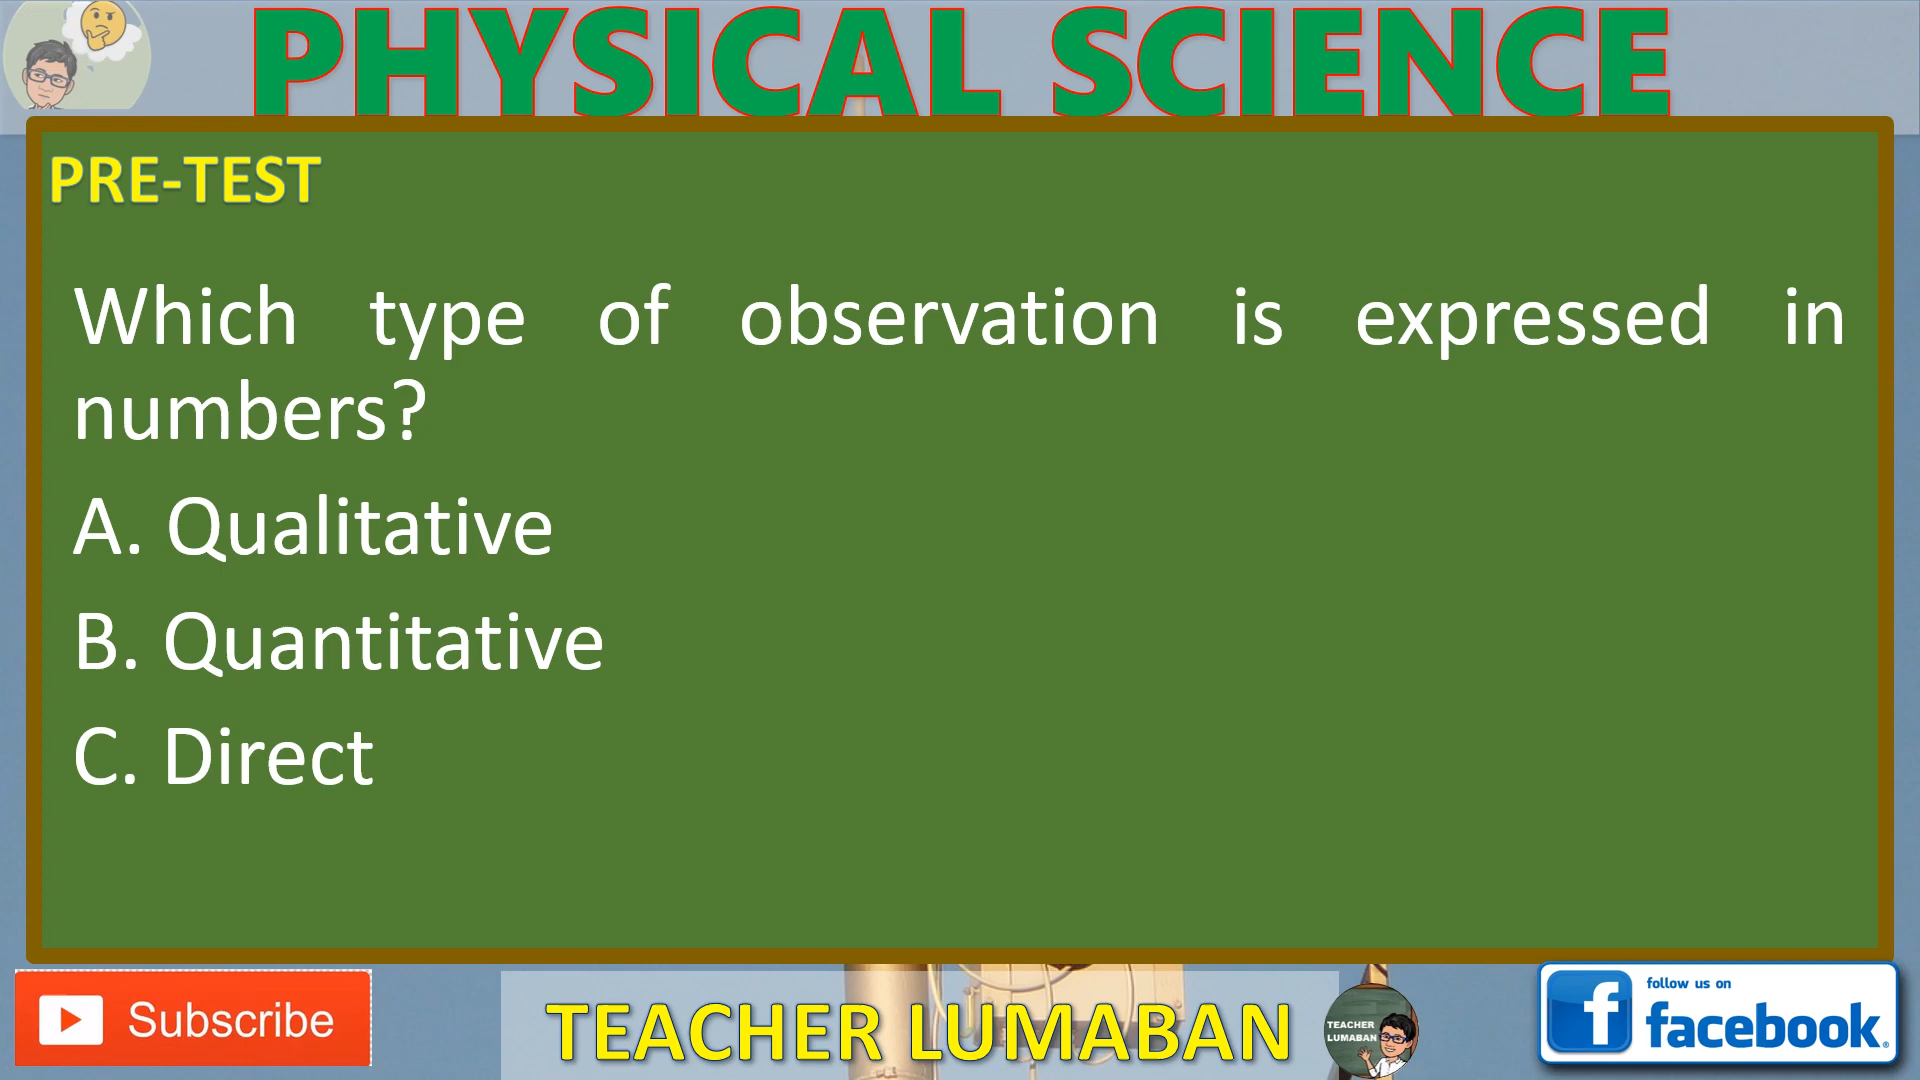 PHYSICAL SCIENCE
PRE-TEST
Which type of observation is expressed in
numbers?
A. Qualitative
B. Quantitative
C. Direct
Subscribe
TEACHER LUMABAN
TEACHER
LUMABAN
follow us on
facebook